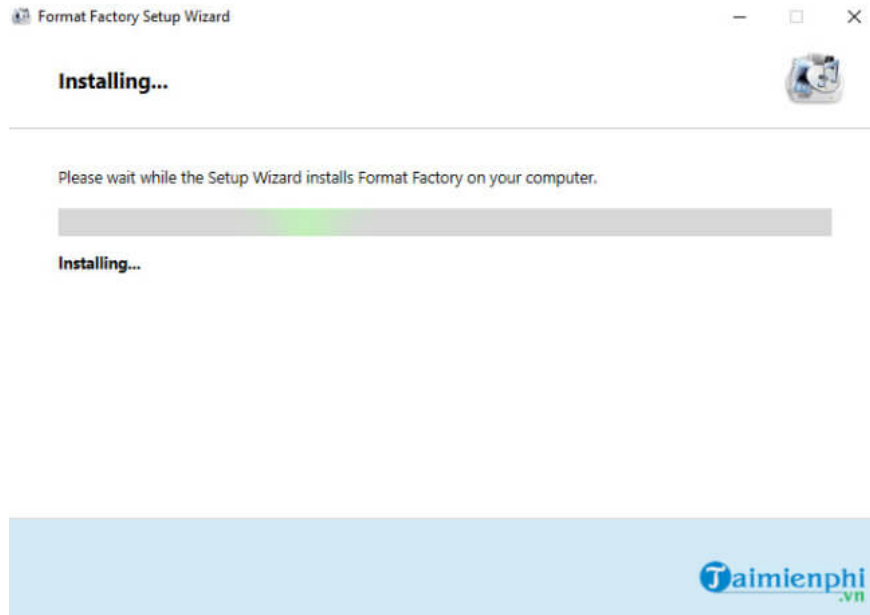 Format Factory Setup Wizard
Installing...
Please wait while the Setup Wizard installs Format Factory on your computer.
Installing...
Taimienphi
.vn